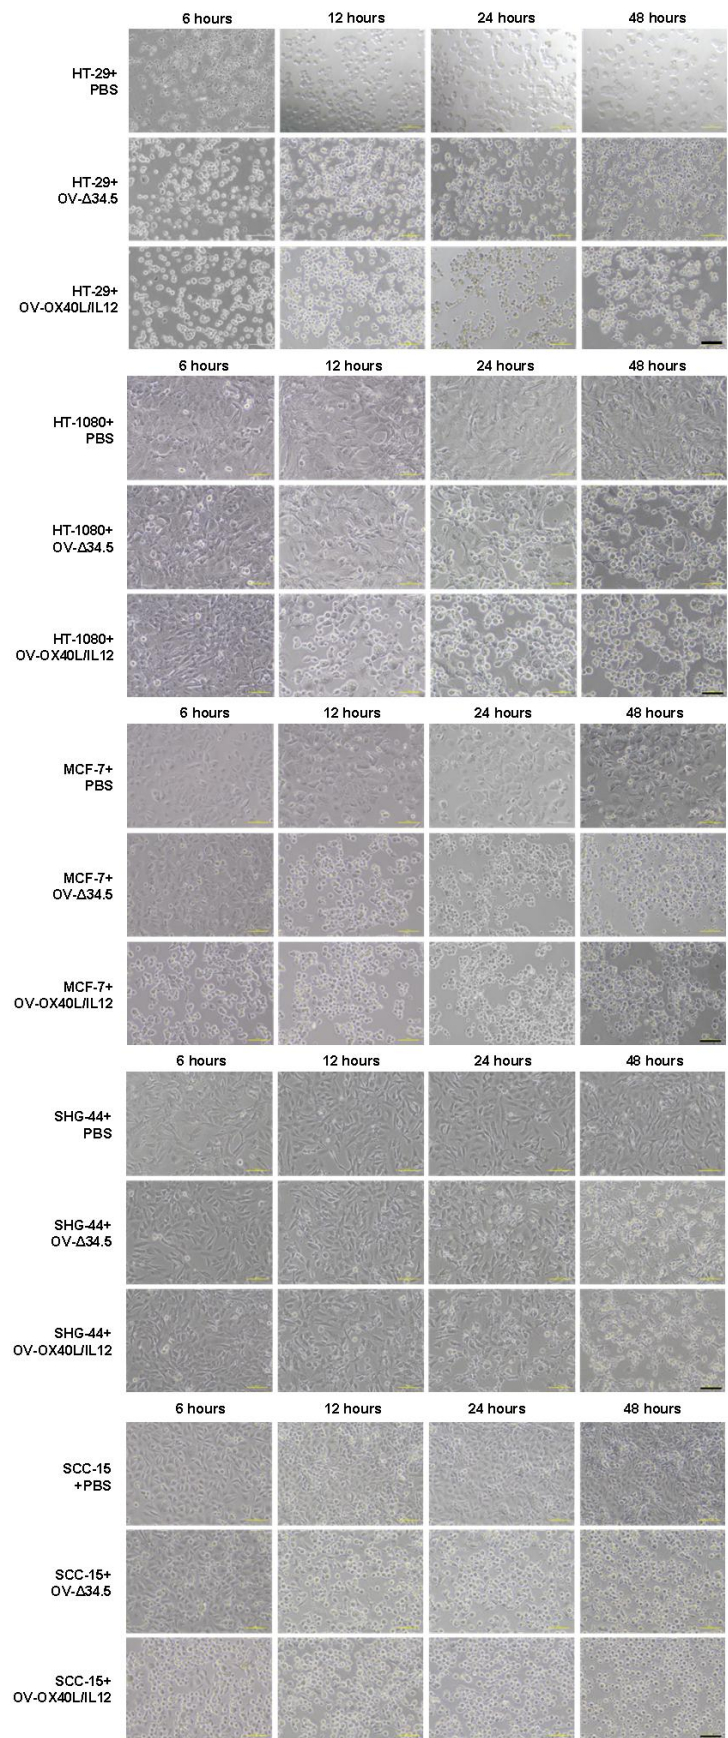 6 hours 12 hours 24 hours 48 hours
HT-29+
PBS
HT-29+
OV-Δ34.5
HT-29+
OV-OX40L/IL12
6 hours 12 hours 24 hours 48 hours
HT-1080+
PBS
HT-1080+
OV-Δ34.5
HT-1080+
OV-OX40L/IL12
6 hours 12 hours 24 hours 48 hours
MCF-7+
PBS
MCF-7+
OV-Δ34.5
MCF-7+
OV-OX40L/IL12
6 hours 12 hours 24 hours 48 hours
SHG-44+
PBS
SHG-44+
OV-Δ34.5
SHG-44+
OV-OX40L/IL12
6 hours 12 hours 24 hours 48 hours
SCC-15
+PBS
SCC-15+
OV-Δ34.5
SCC-15+
OV-OX40L/IL12